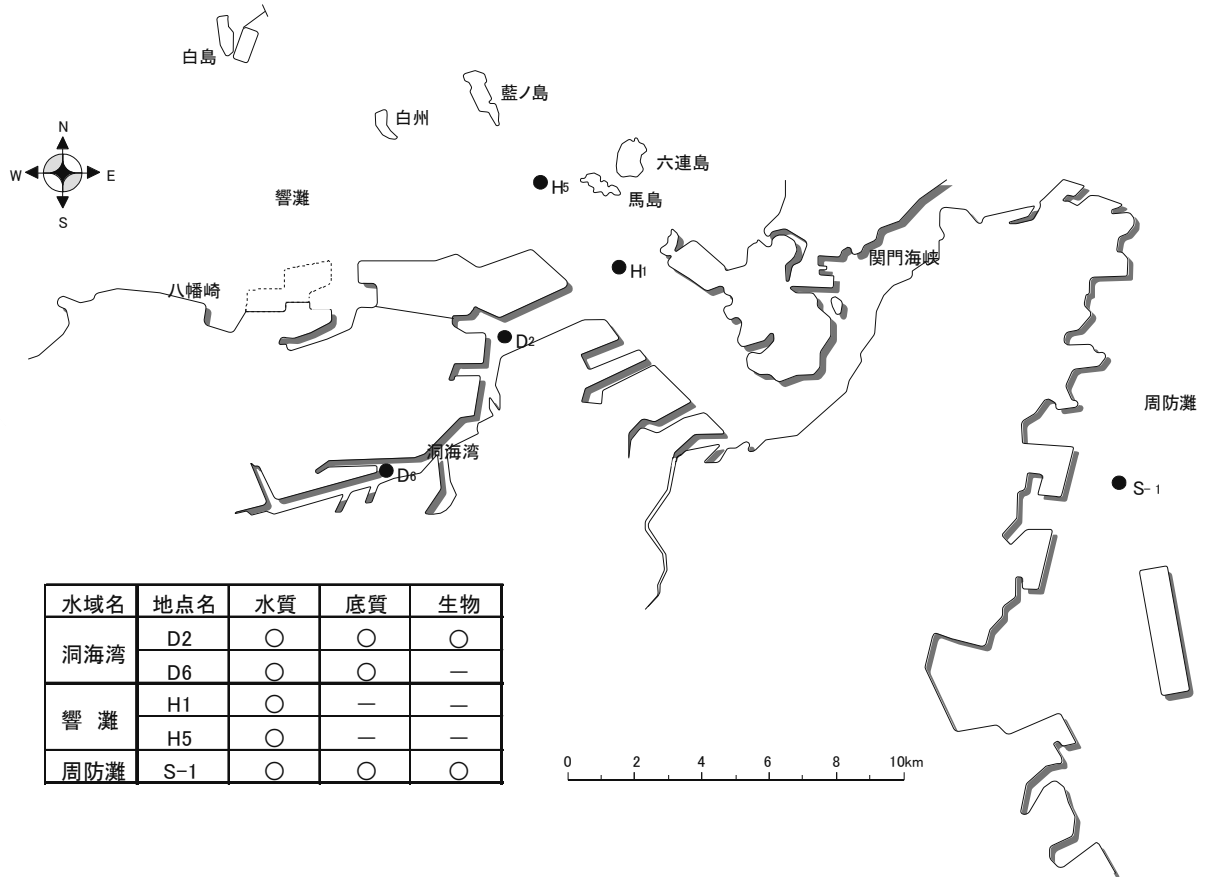 白島
藍ノ島
白州
N
W E
S
六連島
H5
馬島
響灘
関門海峡
H1
八幡崎
D2
周防灘
洞海湾
D6
S-1
水域名 地点名 水質 底質 生物
洞海湾 D2 ○ ○ ○
D6 ○ ○ —
響 灘 H1 ○ — —
H5 ○ — —
周防灘 S-1 ○ ○ ○
0 2 4 6 8 10km